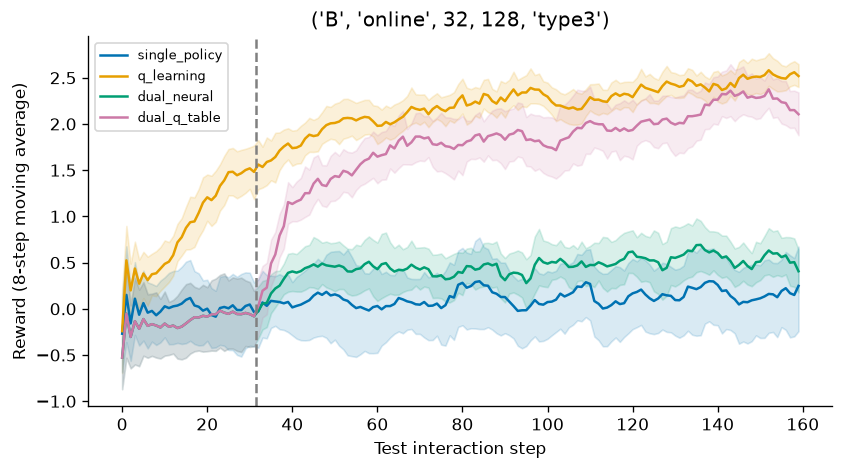 ('B', 'online', 32, 128, 'type3')
single_policy
q_learning
dual_neural
dual_q_table
Reward (8-step moving average)
2.5
2.0
1.5
1.0
0.5
0.0
−0.5
−1.0
0 20 40 60 80 100 120 140 160
Test interaction step